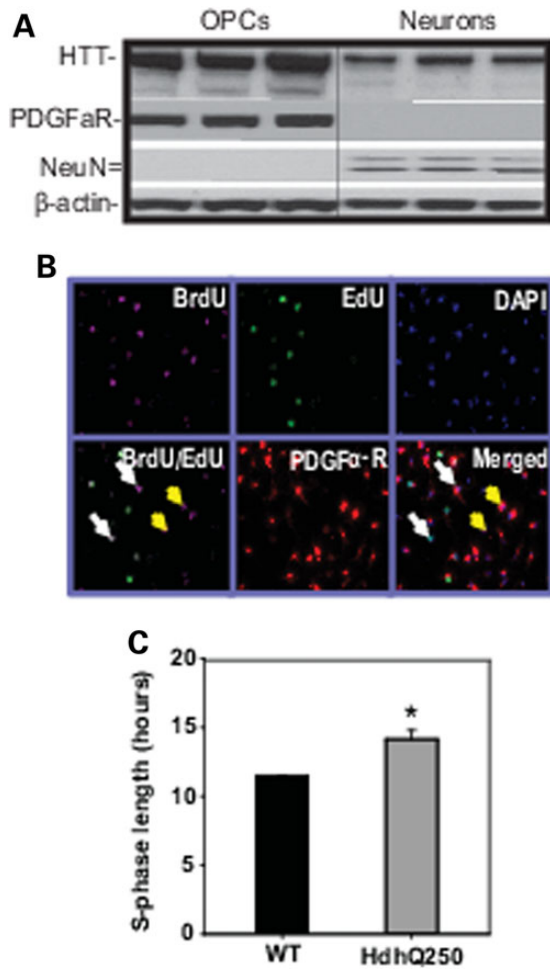 A
OPCs Neurons
HTT-
PDGFaR-
NeuN=
β-actin-
B
BrdU EdU DAPI
BrdU/EdU PDGFα-R Merged
C
S-phase length (hours)
20
15
10
5
0
*
WT HdhQ250